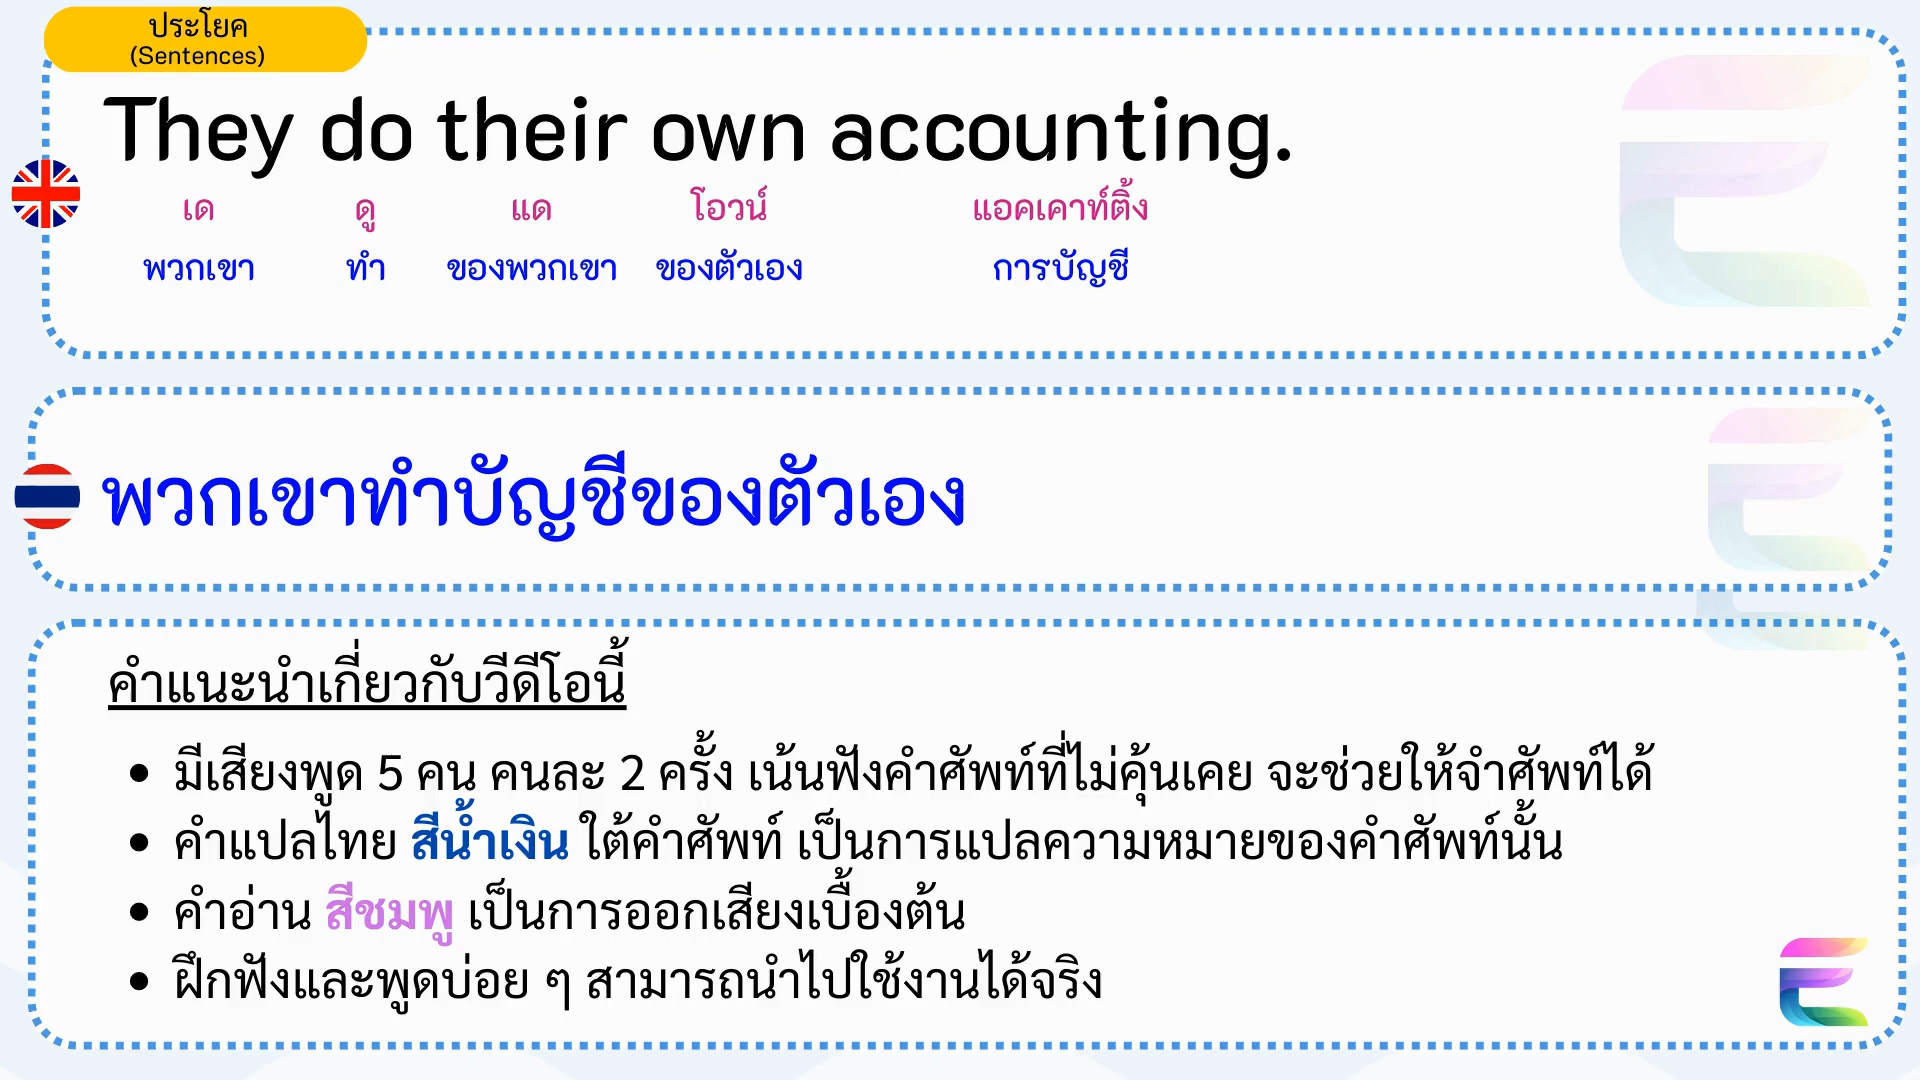 ประโยค
(Sentences)
They do their own accounting.
เด ดู แด โอวน์ แอคเคาท์ติ้ง
พวกเขา ทำ ของพวกเขา ของตัวเอง การบัญชี
พวกเขาทำบัญชีของตัวเอง
คำแนะนำเกี่ยวกับวีดีโอนี้
• มีเสียงพูด 5 คน คนละ 2 ครั้ง เน้นฟังคำศัพท์ที่ไม่คุ้นเคย จะช่วยให้จำศัพท์ได้
• คำแปลไทย สีน้ำเงิน ใต้คำศัพท์ เป็นการแปลความหมายของคำศัพท์นั้น
• คำอ่าน สีชมพู เป็นการออกเสียงเบื้องต้น
• ฝึกฟังและพูดบ่อย ๆ สามารถนำไปใช้งานได้จริง